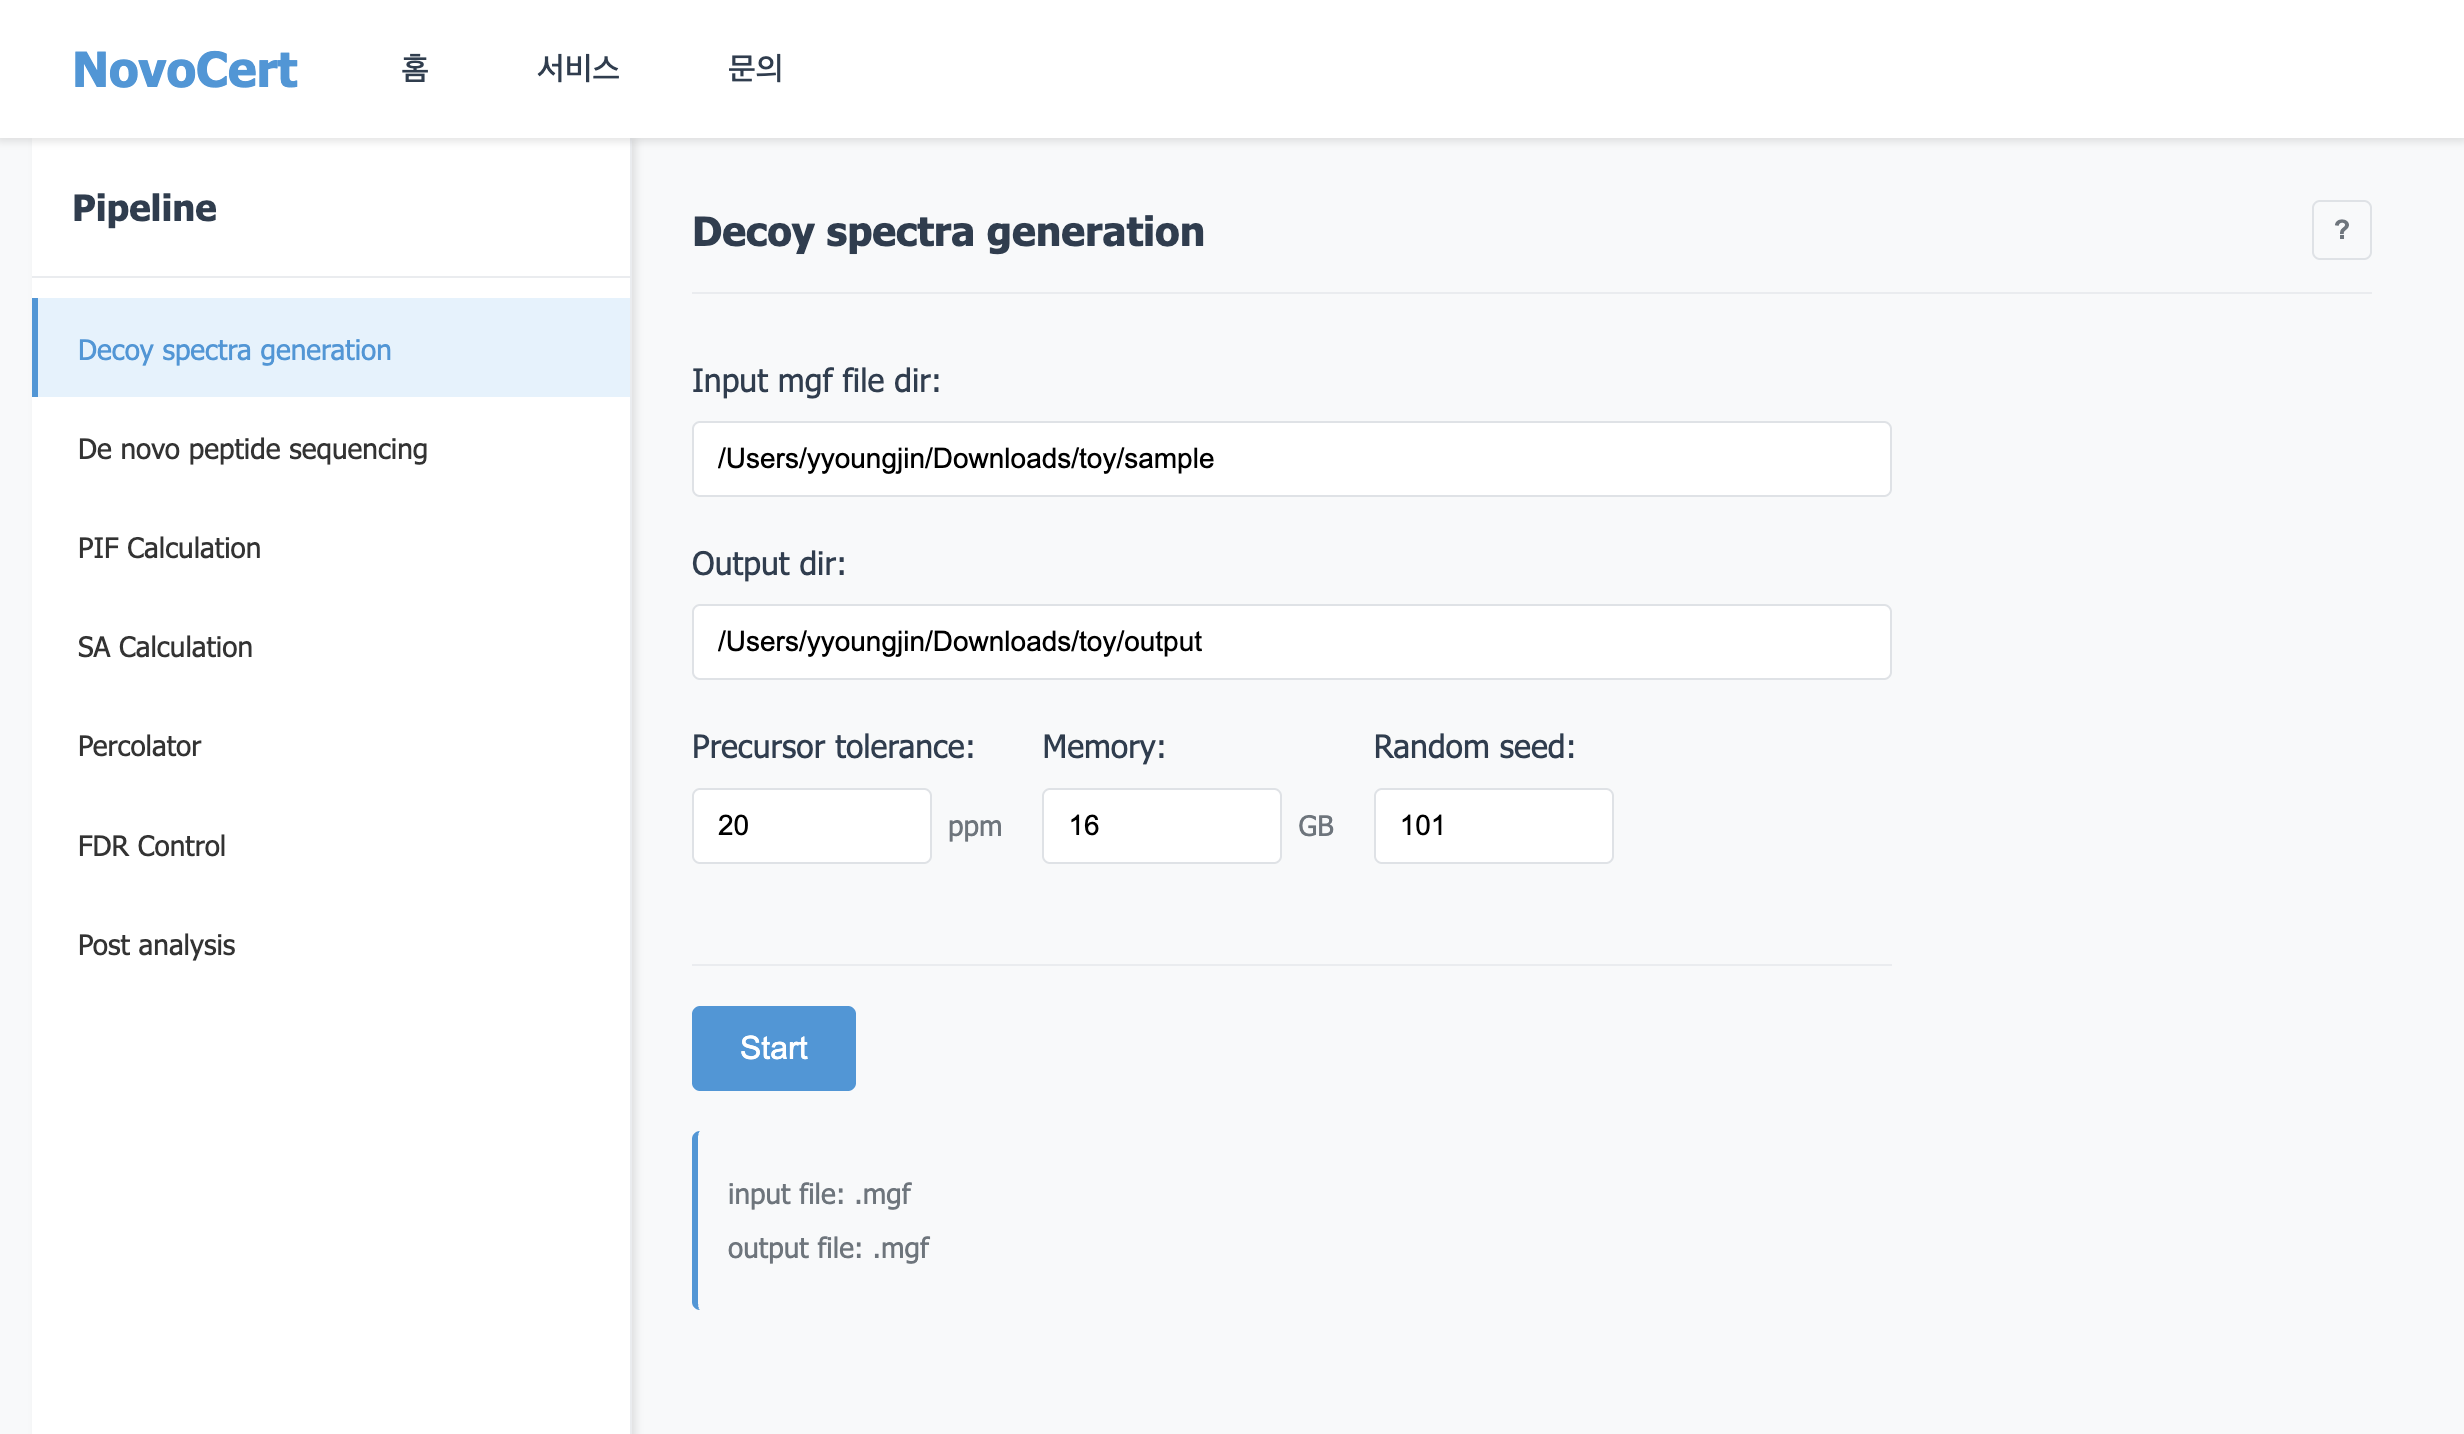 NovoCert 홈 서비스 문의
Pipeline
Decoy spectra generation
De novo peptide sequencing
PIF Calculation
SA Calculation
Percolator
FDR Control
Post analysis
Decoy spectra generation ?
Input mgf file dir:
/Users/yyoungjin/Downloads/toy/sample
Output dir:
/Users/yyoungjin/Downloads/toy/output
Precursor tolerance: Memory: Random seed:
20 ppm 16 GB 101
Start
input file: .mgf
output file: .mgf